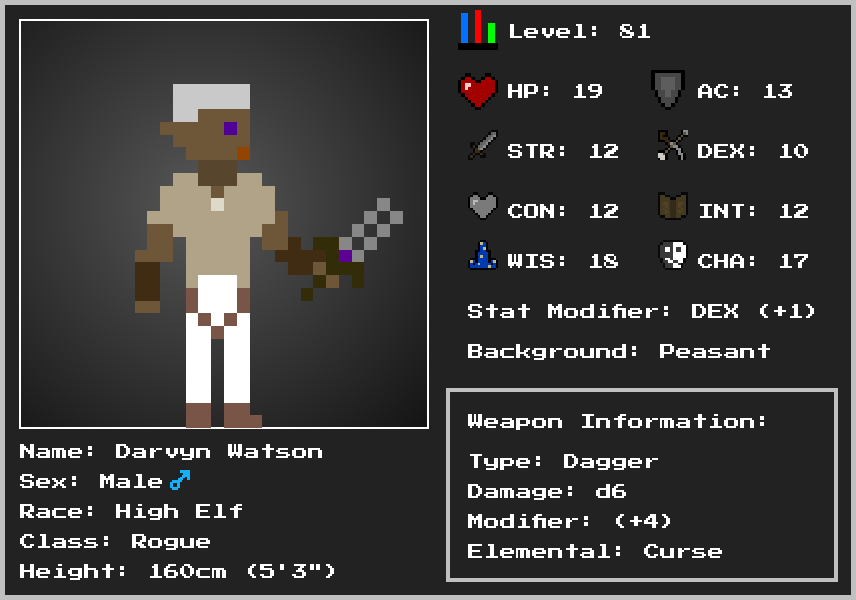 Level: 81
HP: 19
AC: 13
STR: 12
DEX: 10
CON: 12
INT: 12
WIS: 18
CHA: 17
Stat Modifier: DEX (+1)
Background: Peasant
Weapon Information:
Type: Dagger
Damage: d6
Modifier: (+4)
Elemental: Curse
Name: Darvyn Watson
Sex: Male♂
Race: High Elf
Class: Rogue
Height: 160cm (5'3")